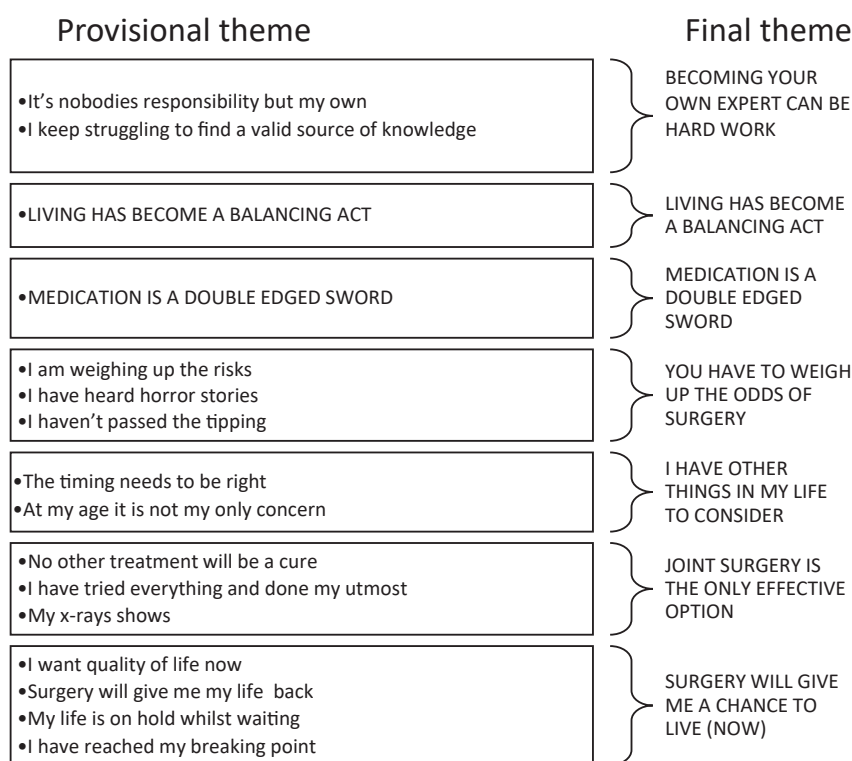 Provisional theme
Final theme
•It's nobodies responsibility but my own
•I keep struggling to find a valid source of knowledge
BECOMING YOUR
OWN EXPERT CAN BE
HARD WORK
•LIVING HAS BECOME A BALANCING ACT
LIVING HAS BECOME
A BALANCING ACT
•MEDICATION IS A DOUBLE EDGED SWORD
MEDICATION IS A
DOUBLE EDGED
SWORD
•I am weighing up the risks
•I have heard horror stories
•I haven't passed the tipping
YOU HAVE TO WEIGH
UP THE ODDS OF
SURGERY
•The timing needs to be right
•At my age it is not my only concern
I HAVE OTHER
THINGS IN MY LIFE
TO CONSIDER
•No other treatment will be a cure
•I have tried everything and done my utmost
•My x-rays shows
JOINT SURGERY IS
THE ONLY EFFECTIVE
OPTION
•I want quality of life now
•Surgery will give me my life  back
•My life is on hold whilst waiting
•I have reached my breaking point
SURGERY WILL GIVE
ME A CHANCE TO
LIVE (NOW)